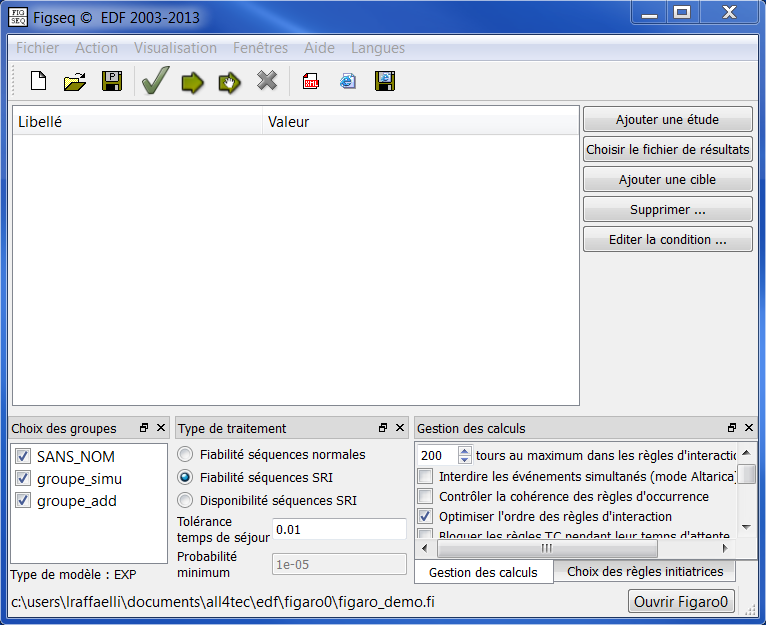 FIG SEQ Figseq © EDF 2003-2013
Fichier Action Visualisation Fenêtres Aide Langues
Libellé Valeur
Ajouter une étude
Choisir le fichier de résultats
Ajouter une cible
Supprimer ...
Editer la condition ...
Choix des groupes
SANS_NOM
groupe_simu
groupe_add
Type de modèle : EXP
Type de traitement
Fiabilité séquences normales
Fiabilité séquences SRI
Disponibilité séquences SRI
Tolérance
temps de séjour 0.01
Probabilité
minimum 1e-05
Gestion des calculs
200 tours au maximum dans les règles d'interactic
Interdire les événements simultanés (mode Altarica
Contrôler la cohérence des règles d'occurrence
Optimiser l'ordre des règles d'interaction
Bloquer les règles TC pendant leur temps d'attente
Gestion des calculs Choix des règles initiatrices
c:\users\lraffaelli\documents\all4tec\edf\figaro0\figaro_demo.fi
Ouvrir Figaro0